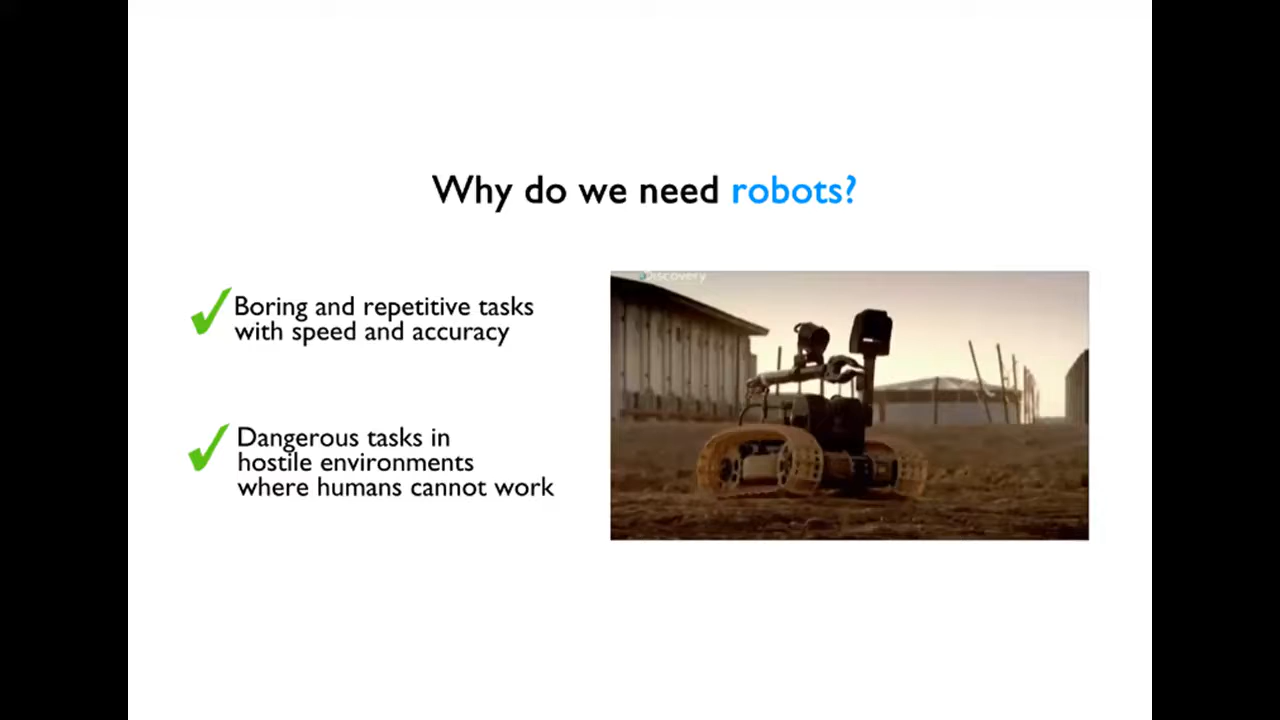 Why do we need robots?
Boring and repetitive tasks
with speed and accuracy
Discovery
Dangerous tasks in
hostile environments
where humans cannot work